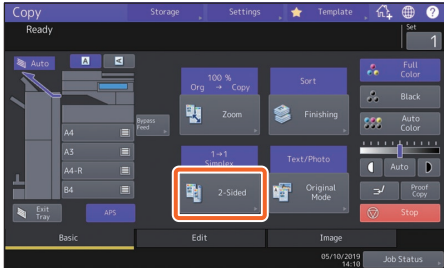 Copy
Storage
Settings
Template
?
Ready
Set
1
Auto
A
A
A4
A3
A4-R
B4
Bypass
Feed
Exit
Tray
APS
100 %
Org → Copy
Zoom
Sort
Finishing
1→1
Simplex
2-Sided
Text/Photo
Original
Mode
Full
Color
Black
Auto
Color
Auto
Proof
Copy
Stop
Basic
Edit
Image
05/10/2019
14:10
Job Status